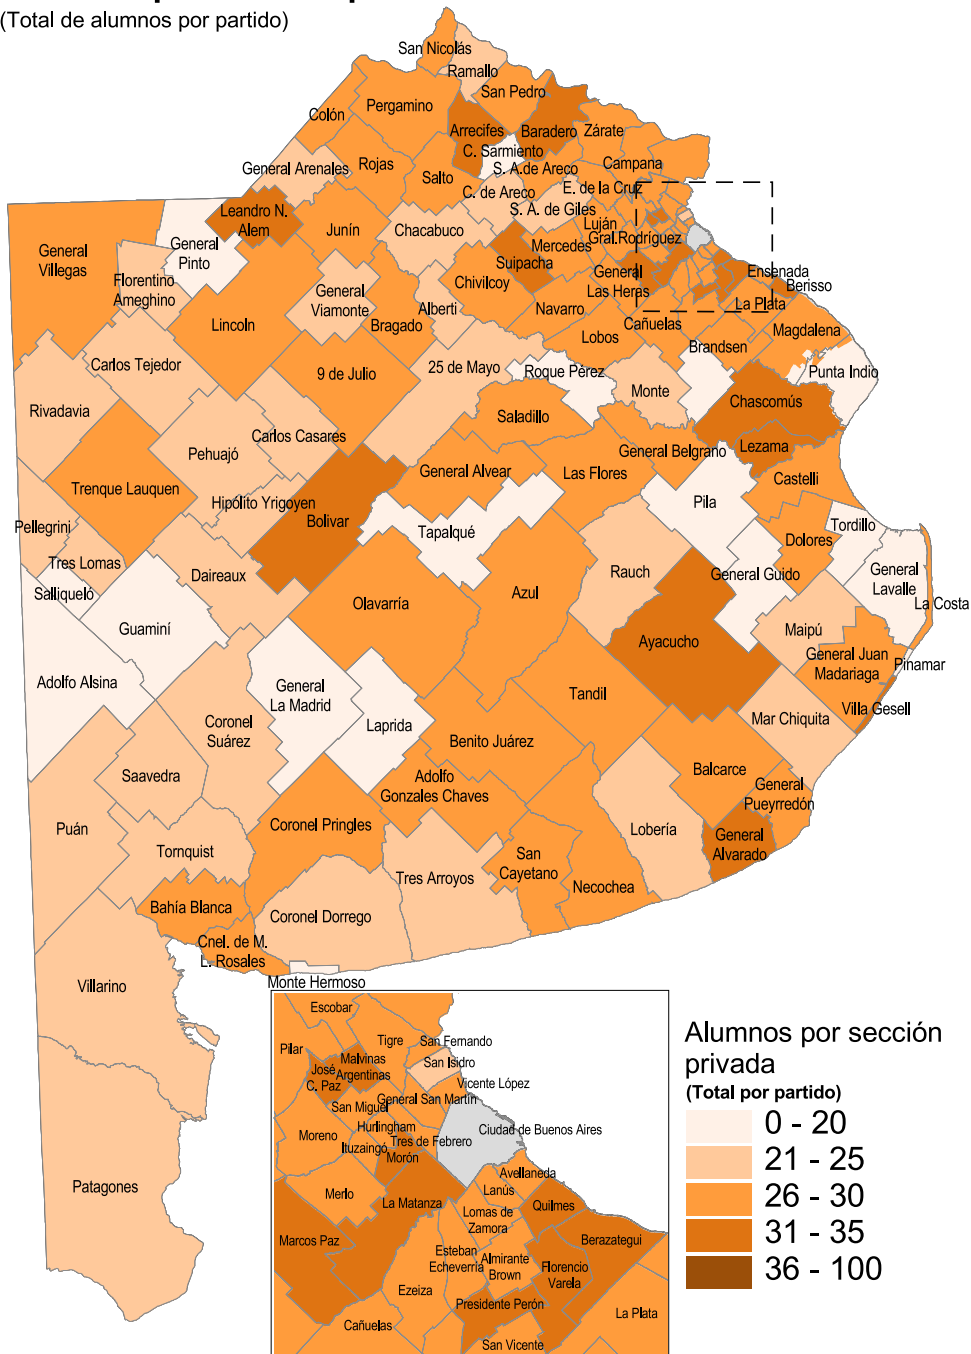 (Total de alumnos por partido)
San Nicolás
Ramallo
San Pedro
Pergamino
Colón
Arrecifes
Baradero
Zárate
C. Sarmiento
Campana
General Arenales
Rojas
Salto
S. A.de Areco
C. de Areco
E. de la Cruz
S. A. de Giles
Leandro N.
Alem
Junín
Chacabuco
Luján
Gral.Rodríguez
Mercedes
Suipacha
General
Pinto
General
Villegas
Florentino
Ameghino
General
Viamonte
Chivilcoy
General
Las Heras
Ensenada
Berisso
La Plata
Alberti
Navarro
Lincoln
Bragado
Cañuelas
Lobos
Magdalena
Brandsen
Carlos Tejedor
9 de Julio
25 de Mayo
Roque Pèrez
Punta Indio
Monte
Chascomús
Rivadavia
Saladillo
Carlos Casares
Pehuajó
General Belgrano
Lezama
General Alvear
Las Flores
Castelli
Trenque Lauquen
Hipólito Yrigoyen
Bolivar
Pila
Pellegrini
Tapalqué
Tordillo
Dolores
Tres Lomas
Daireaux
Rauch
General Guido
General
Lavalle
Salliqueló
Olavarría
Azul
La Costa
Guaminí
Ayacucho
Maipú
General Juan
Madariaga
Pinamar
Adolfo Alsina
General
La Madrid
Tandil
Villa Gesell
Laprida
Mar Chiquita
Coronel
Suárez
Benito Juárez
Saavedra
Adolfo
Gonzales Chaves
Balcarce
General
Pueyrredón
Puán
Coronel Pringles
Lobería
General
Alvarado
Tornquist
San
Cayetano
Tres Arroyos
Necochea
Bahía Blanca
Coronel Dorrego
Cnel. de M.
L. Rosales
Villarino
Monte Hermoso
Patagones
Escobar
Tigre
San Fernando
Pilar
Malvinas
Argentinas
San Isidro
José
C. Paz
Vicente López
General San Martín
San Miguel
Hurlingham
Ciudad de Buenos Aires
Moreno
Tres de Febrero
Ituzaingó
Morón
Avellaneda
Lanús
Merlo
La Matanza
Quilmes
Lomas de
Zamora
Marcos Paz
Berazategui
Esteban
Echeverría
Almirante
Brown
Florencio
Varela
Ezeiza
Presidente Perón
La Plata
Cañuelas
San Vicente
Alumnos por sección
privada
(Total por partido)
0 - 20
21 - 25
26 - 30
31 - 35
36 - 100